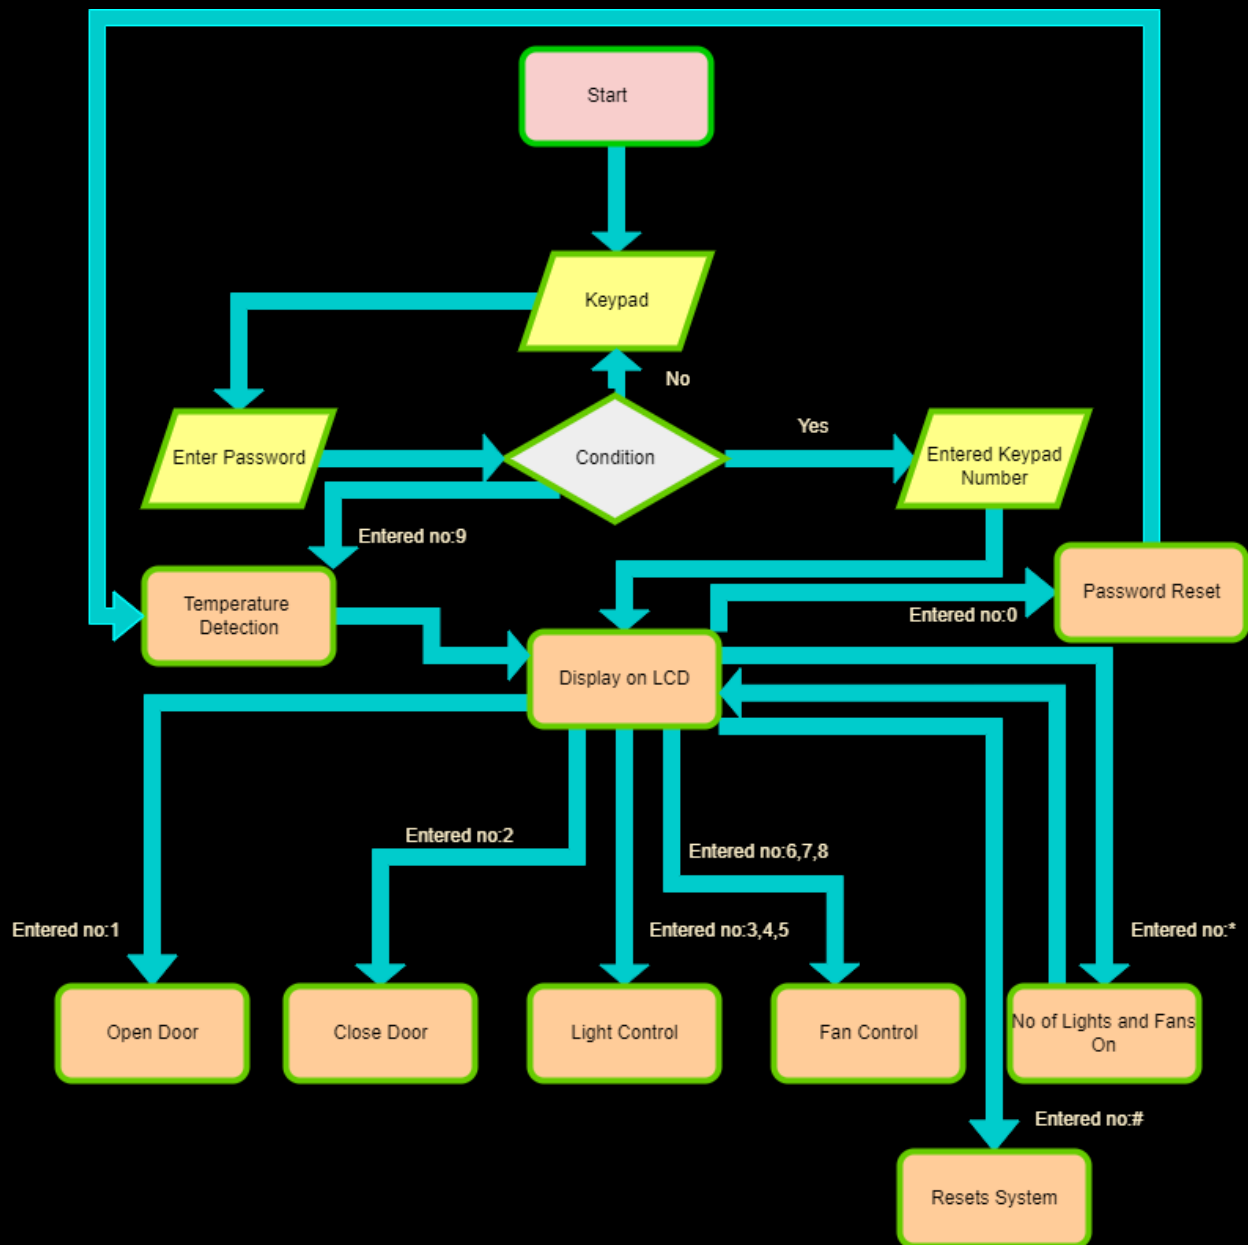 Start
Keypad
No
Yes
Enter Password
Condition
Entered Keypad
Number
Entered no:9
Temperature
Detection
Password Reset
Entered no:0
Display on LCD
Entered no:2
Entered no:6,7,8
Entered no:1
Entered no:3,4,5
Entered no:*
Open Door
Close Door
Light Control
Fan Control
No of Lights and Fans
On
Entered no:#
Resets System